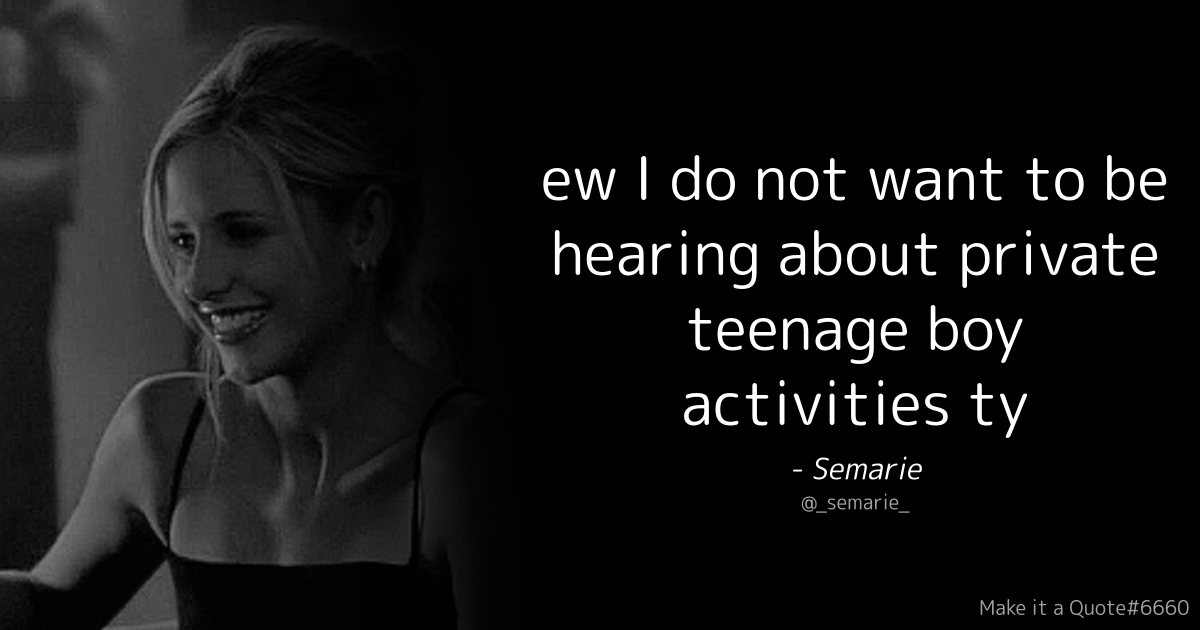 ew I do not want to be
hearing about private
teenage boy
activities ty
- Semarie
@_semarie_
Make it a Quote#6660